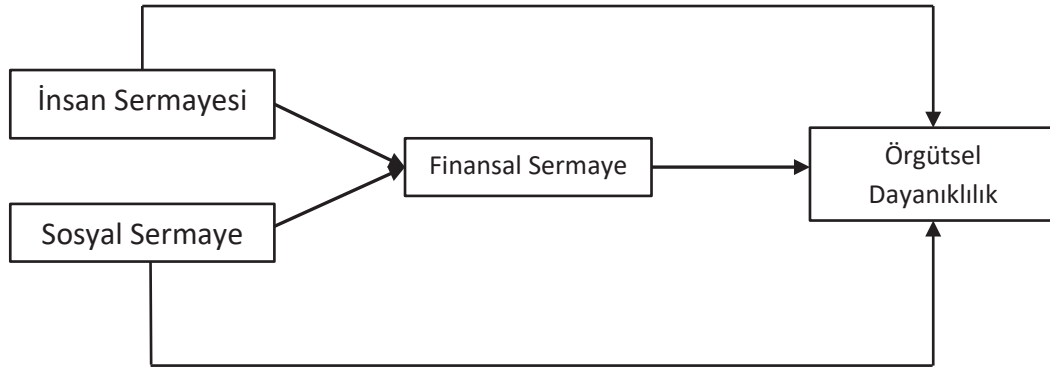 İnsan Sermayesi
Finansal Sermaye
Örgütsel
Dayanıklılık
Sosyal Sermaye